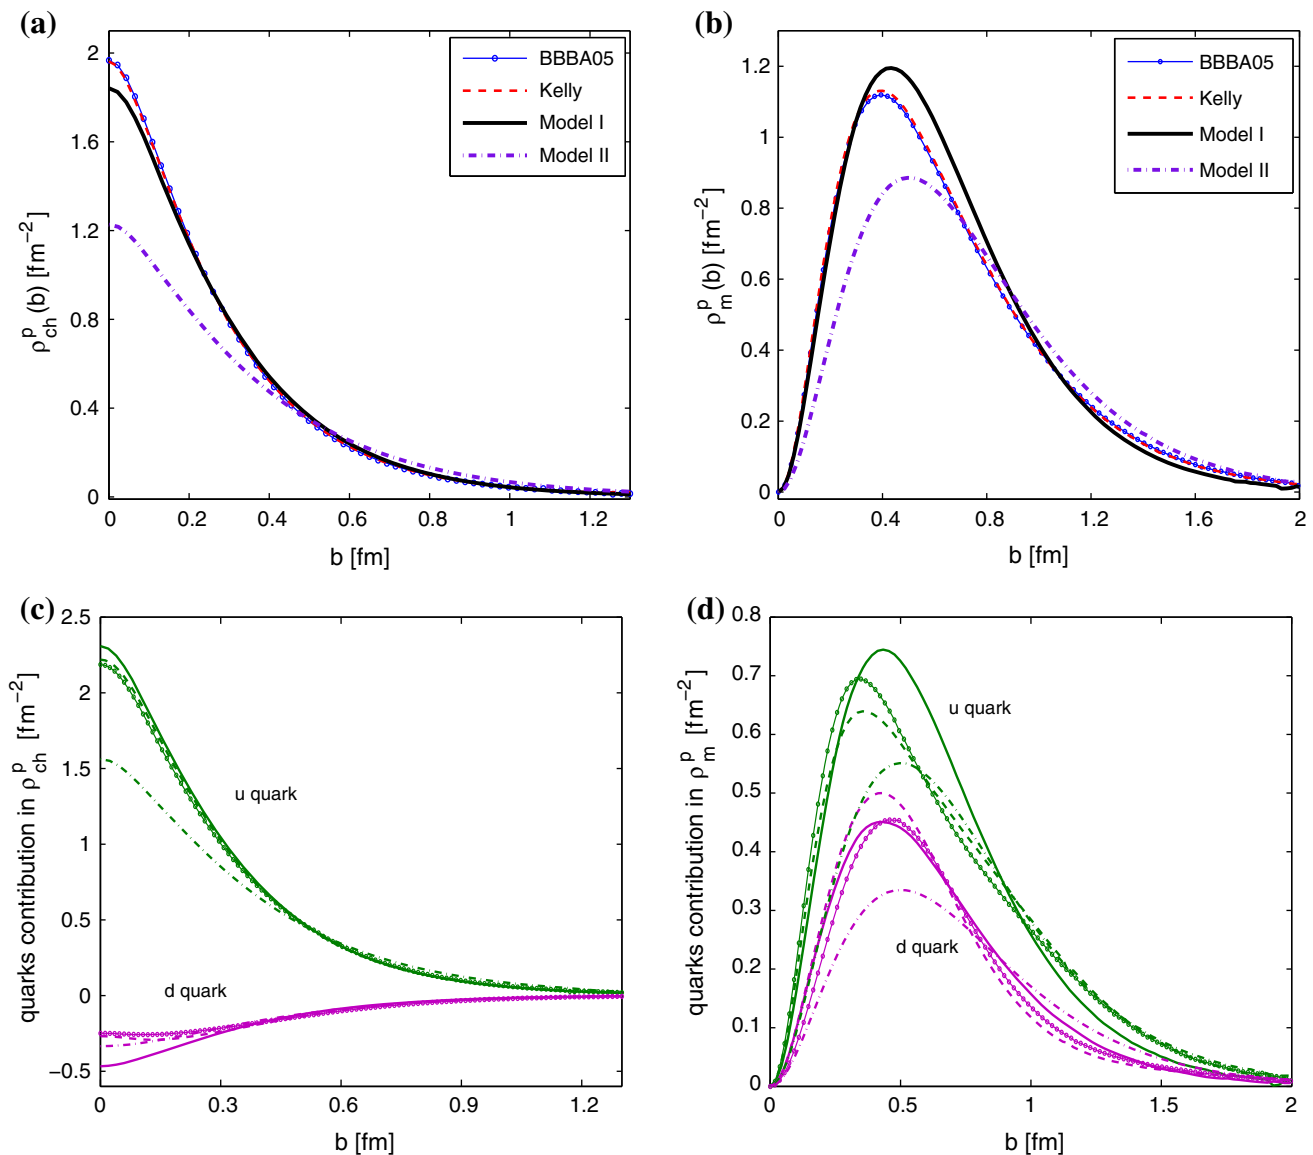 (a)
2
1.6
1.2
0.8
0.4
0
ρ_ch^p (b) [fm⁻²]
BBBA05
Kelly
Model I
Model II
0 0.2 0.4 0.6 0.8 1 1.2
b [fm]
(b)
1.2
1
0.8
0.6
0.4
0.2
0
ρ_m^p (b) [fm⁻²]
BBBA05
Kelly
Model I
Model II
0 0.4 0.8 1.2 1.6 2
b [fm]
(c)
2.5
2
1.5
1
0.5
0
−0.5
quarks contribution in ρ_ch^p [fm⁻²]
u quark
d quark
0 0.3 0.6 0.9 1.2
b [fm]
(d)
0.8
0.7
0.6
0.5
0.4
0.3
0.2
0.1
0
quarks contribution in ρ_m^p [fm⁻²]
u quark
d quark
0 0.5 1 1.5 2
b [fm]